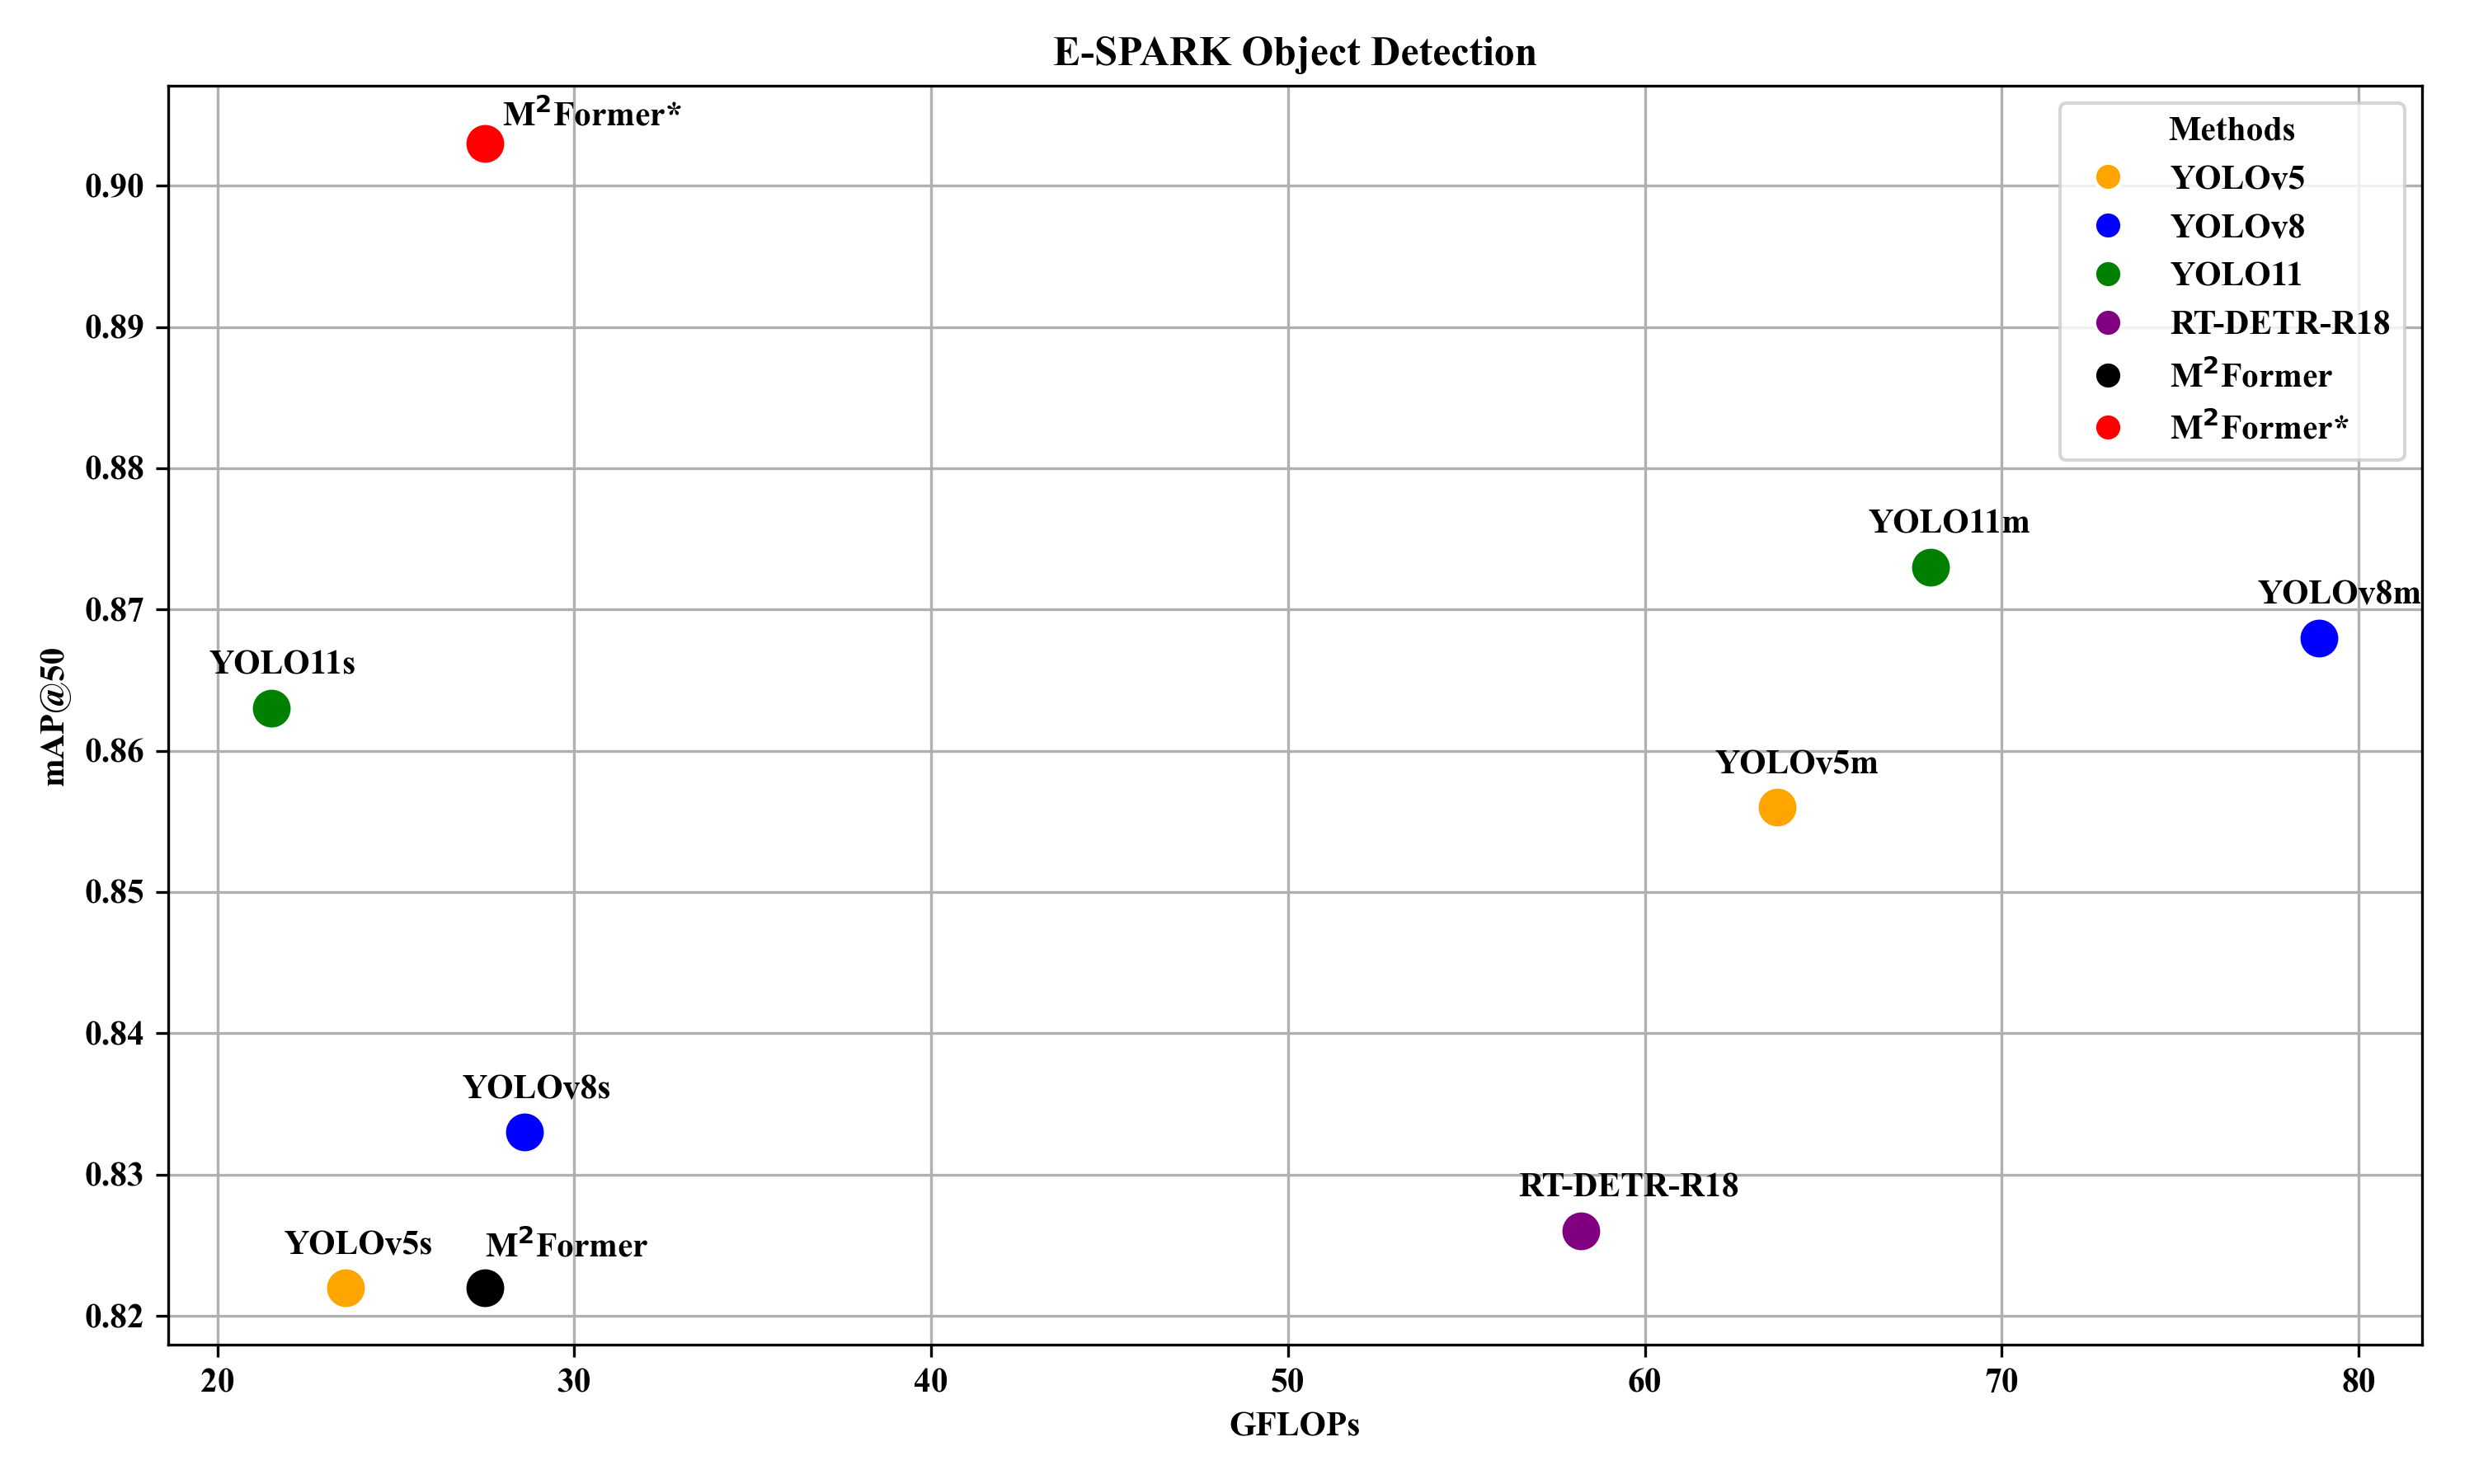 E-SPARK Object Detection
M²Former*
Methods
YOLOv5
YOLOv8
YOLO11
RT-DETR-R18
M²Former
M²Former*
YOLO11m
YOLOv8m
YOLO11s
YOLOv5m
YOLOv8s
RT-DETR-R18
YOLOv5s
M²Former
mAP@50
0.90
0.89
0.88
0.87
0.86
0.85
0.84
0.83
0.82
20 30 40 50 60 70 80
GFLOPs